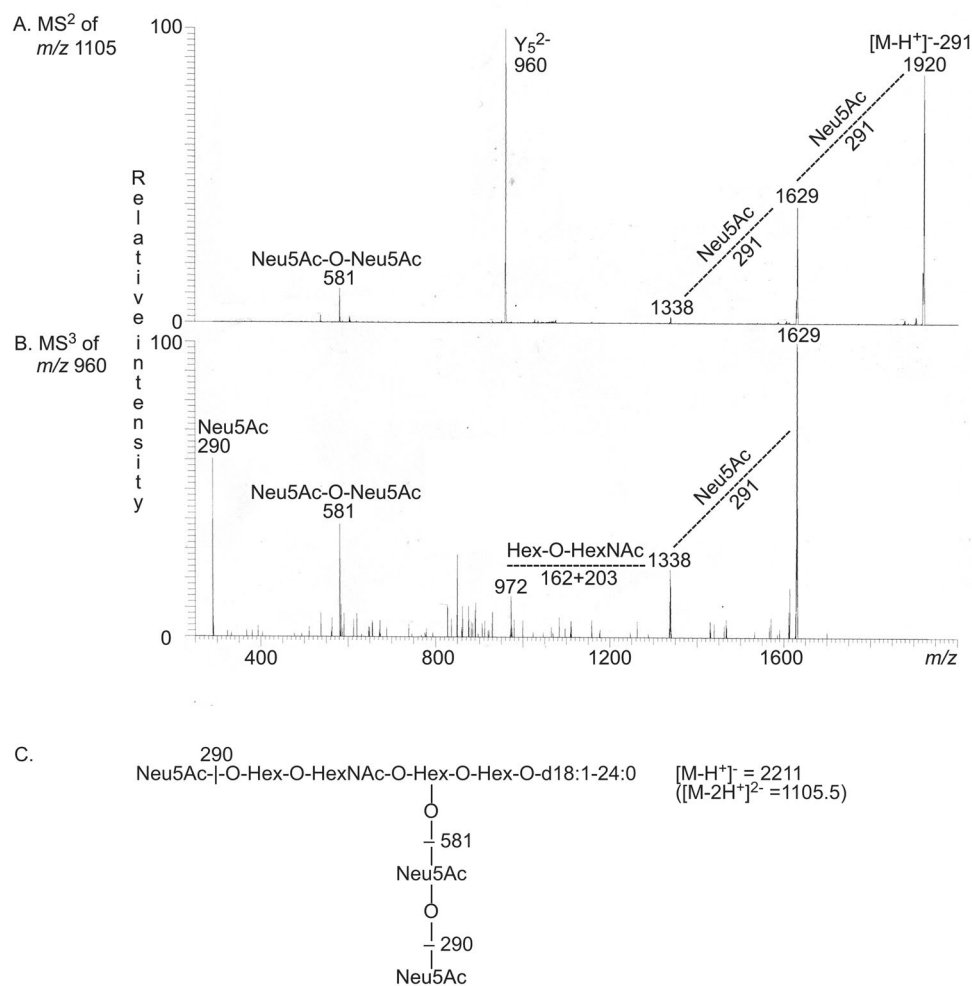 A. MS² of
m/z 1105
100
Y₅²⁻
960
[M-H⁺]⁻-291
1920
Neu5Ac
291
1629
Neu5Ac
291
Neu5Ac-O-Neu5Ac
581
1338
0
Relative intensity
B. MS³ of
m/z 960
100
1629
Neu5Ac
290
Neu5Ac-O-Neu5Ac
581
Neu5Ac
291
Hex-O-HexNAc
162+203
1338
972
0
400 800 1200 1600 m/z
C.
290
Neu5Ac-|-O-Hex-O-HexNAc-O-Hex-O-Hex-O-d18:1-24:0
[M-H⁺]⁻ = 2211
([M-2H⁺]²⁻ =1105.5)
O
581
Neu5Ac
O
290
Neu5Ac